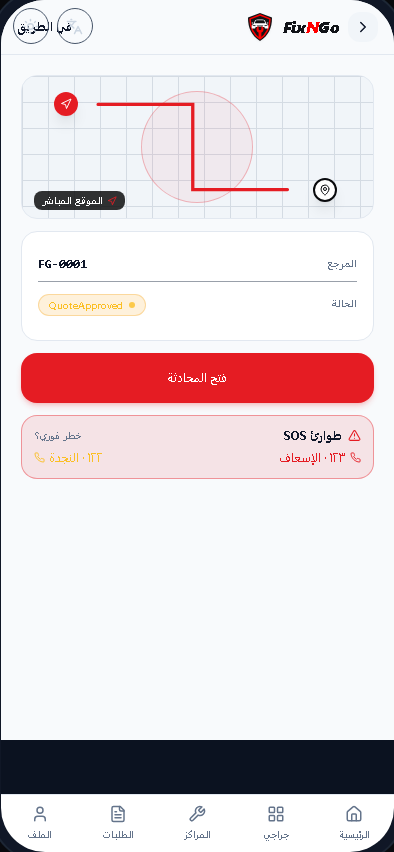 FixNGo
في الطريق
الموقع المباشر
المرجع
FG-0001
الحالة
QuoteApproved
فتح المحادثة
طوارئ SOS
خطر فوري؟
١٢٣ · الإسعاف
١٢٢ · النجدة
الرئيسية
جراجي
المراكز
الطلبات
الملف